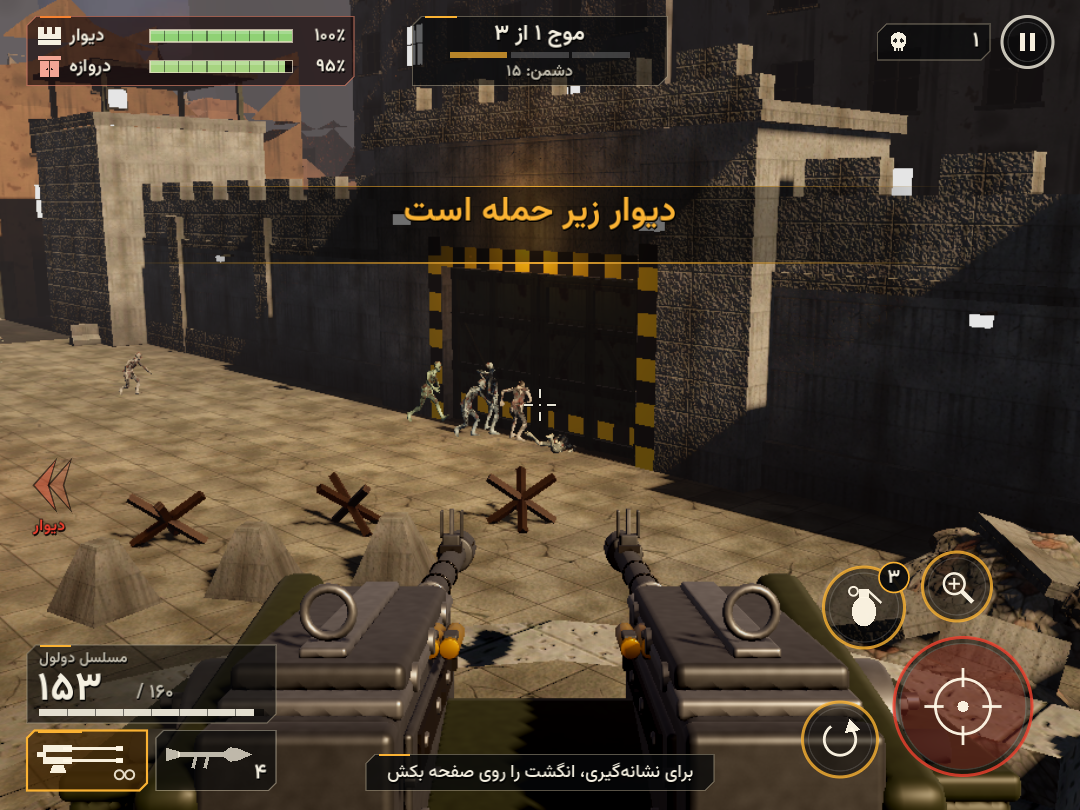 دیوار ۱۰۰٪
دروازه ۹۵٪
موج ۱ از ۳
دشمن: ۱۵
۱
دیوار زیر حمله است
دیوار
۳
مسلسل دولول
۱۵۳ / ۱۶۰
∞
۴
برای نشانه‌گیری، انگشت را روی صفحه بکش